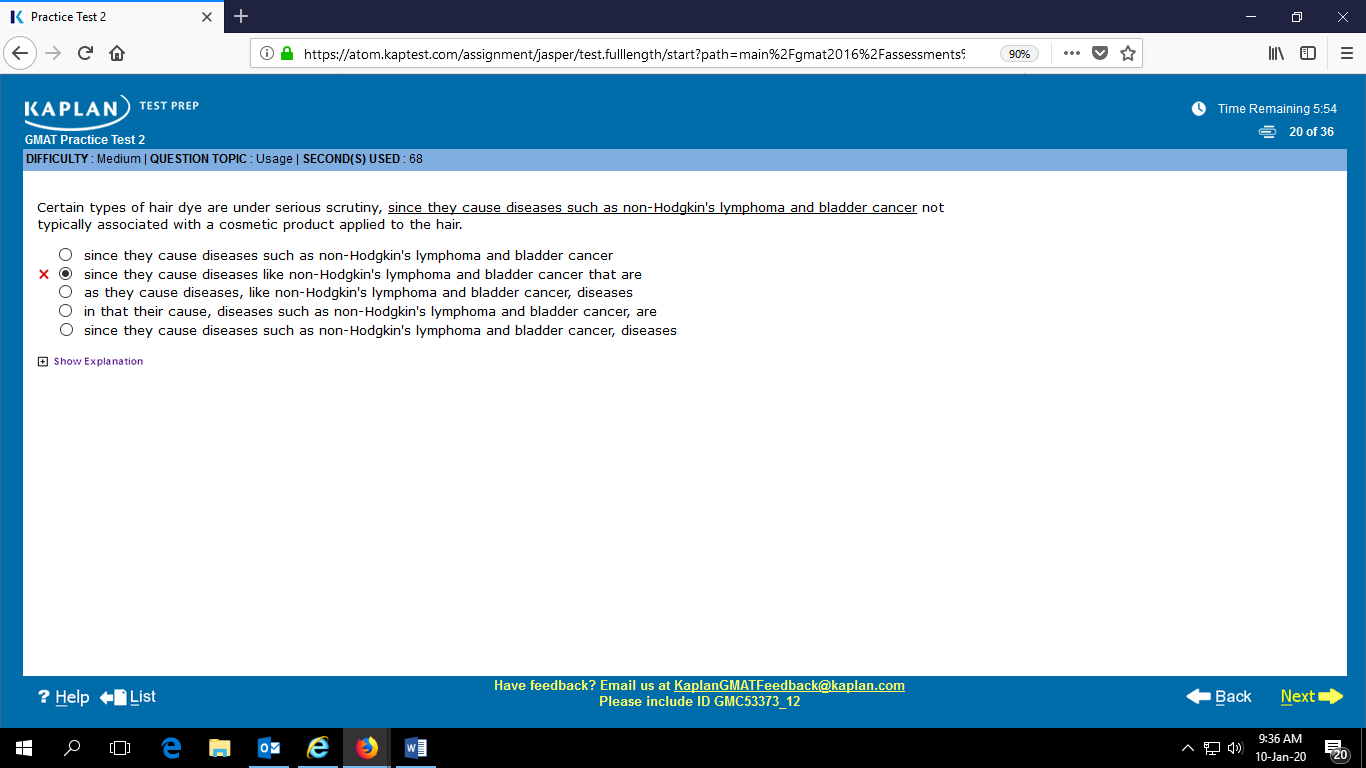 Practice Test 2
https://atom.kaptest.com/assignment/jasper/test.fulllength/start?path=main%2Fgmat2016%2Fassessments%
90%
KAPLAN TEST PREP
Time Remaining 5:54
GMAT Practice Test 2
20 of 36
DIFFICULTY : Medium | QUESTION TOPIC : Usage | SECOND(S) USED : 68
Certain types of hair dye are under serious scrutiny, since they cause diseases such as non-Hodgkin's lymphoma and bladder cancer not
typically associated with a cosmetic product applied to the hair.
since they cause diseases such as non-Hodgkin's lymphoma and bladder cancer
since they cause diseases like non-Hodgkin's lymphoma and bladder cancer that are
as they cause diseases, like non-Hodgkin's lymphoma and bladder cancer, diseases
in that their cause, diseases such as non-Hodgkin's lymphoma and bladder cancer, are
since they cause diseases such as non-Hodgkin's lymphoma and bladder cancer, diseases
Show Explanation
Have feedback? Email us at KaplanGMATFeedback@kaplan.com
Please include ID GMC53373_12
? Help List
Back Next
9:36 AM
10-Jan-20
20